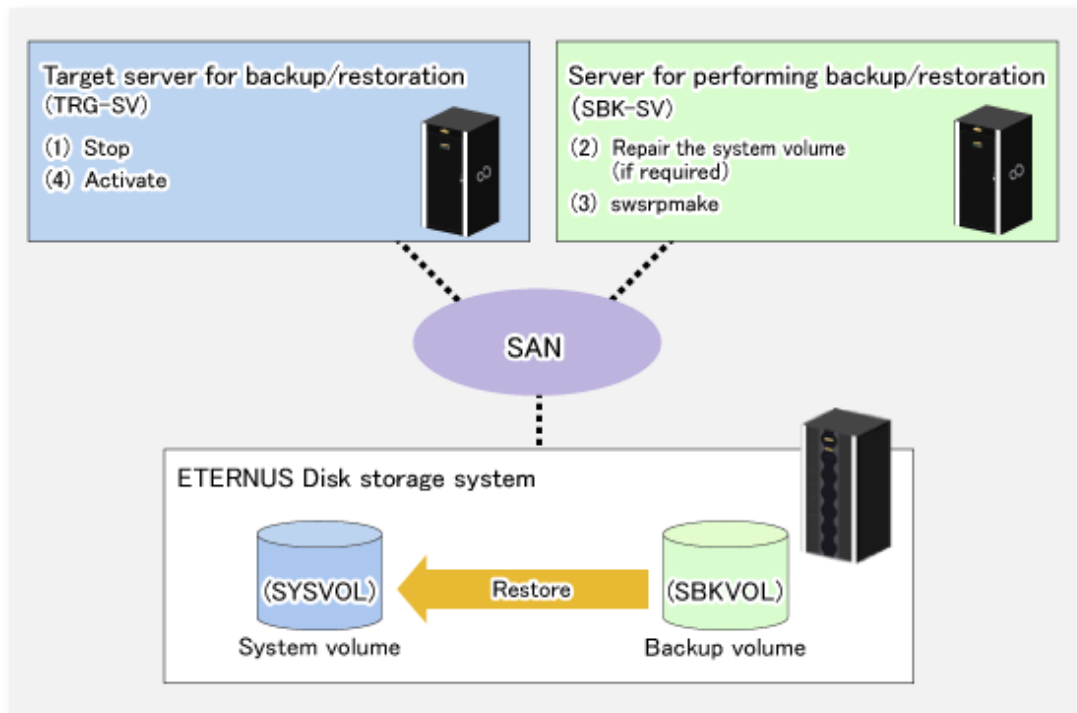 Target server for backup/restoration
(TRG-SV)
(1) Stop
(4) Activate
Server for performing backup/restoration
(SBK-SV)
(2) Repair the system volume
(if required)
(3) swsrpmake
SAN
ETERNUS Disk storage system
(SYSVOL)
Restore
(SBKVOL)
System volume
Backup volume